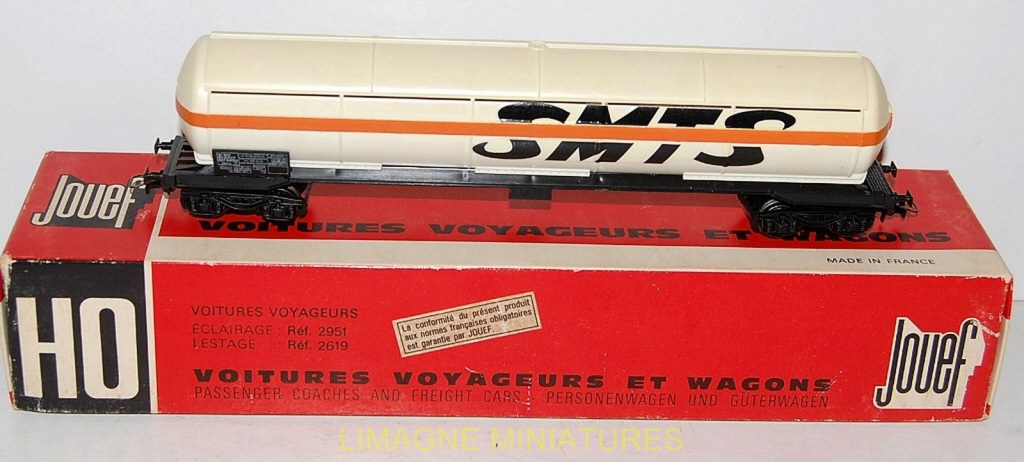 SMTS
Jouef
VOITURES VOYAGEURS ET WAGONS
MADE IN FRANCE
HO
VOITURES VOYAGEURS
ÉCLAIRAGE : Réf. 2951
LESTAGE : Réf. 2619
La conformité du présent produit
aux normes françaises obligatoires
est garantie par JOUEF.
VOITURES VOYAGEURS ET WAGONS
PASSENGER COACHES AND FREIGHT CARS - PERSONENWAGEN UND GÜTERWAGEN
Jouef
LIMAGNE MINIATURES